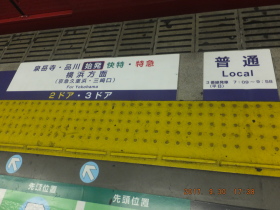 泉岳寺・品川 始発 快特・特急
横浜方面
(京急久里浜・三崎口)
For Yokohama
2ドア・3ドア
普通
Local
先頭位置
先頭位置